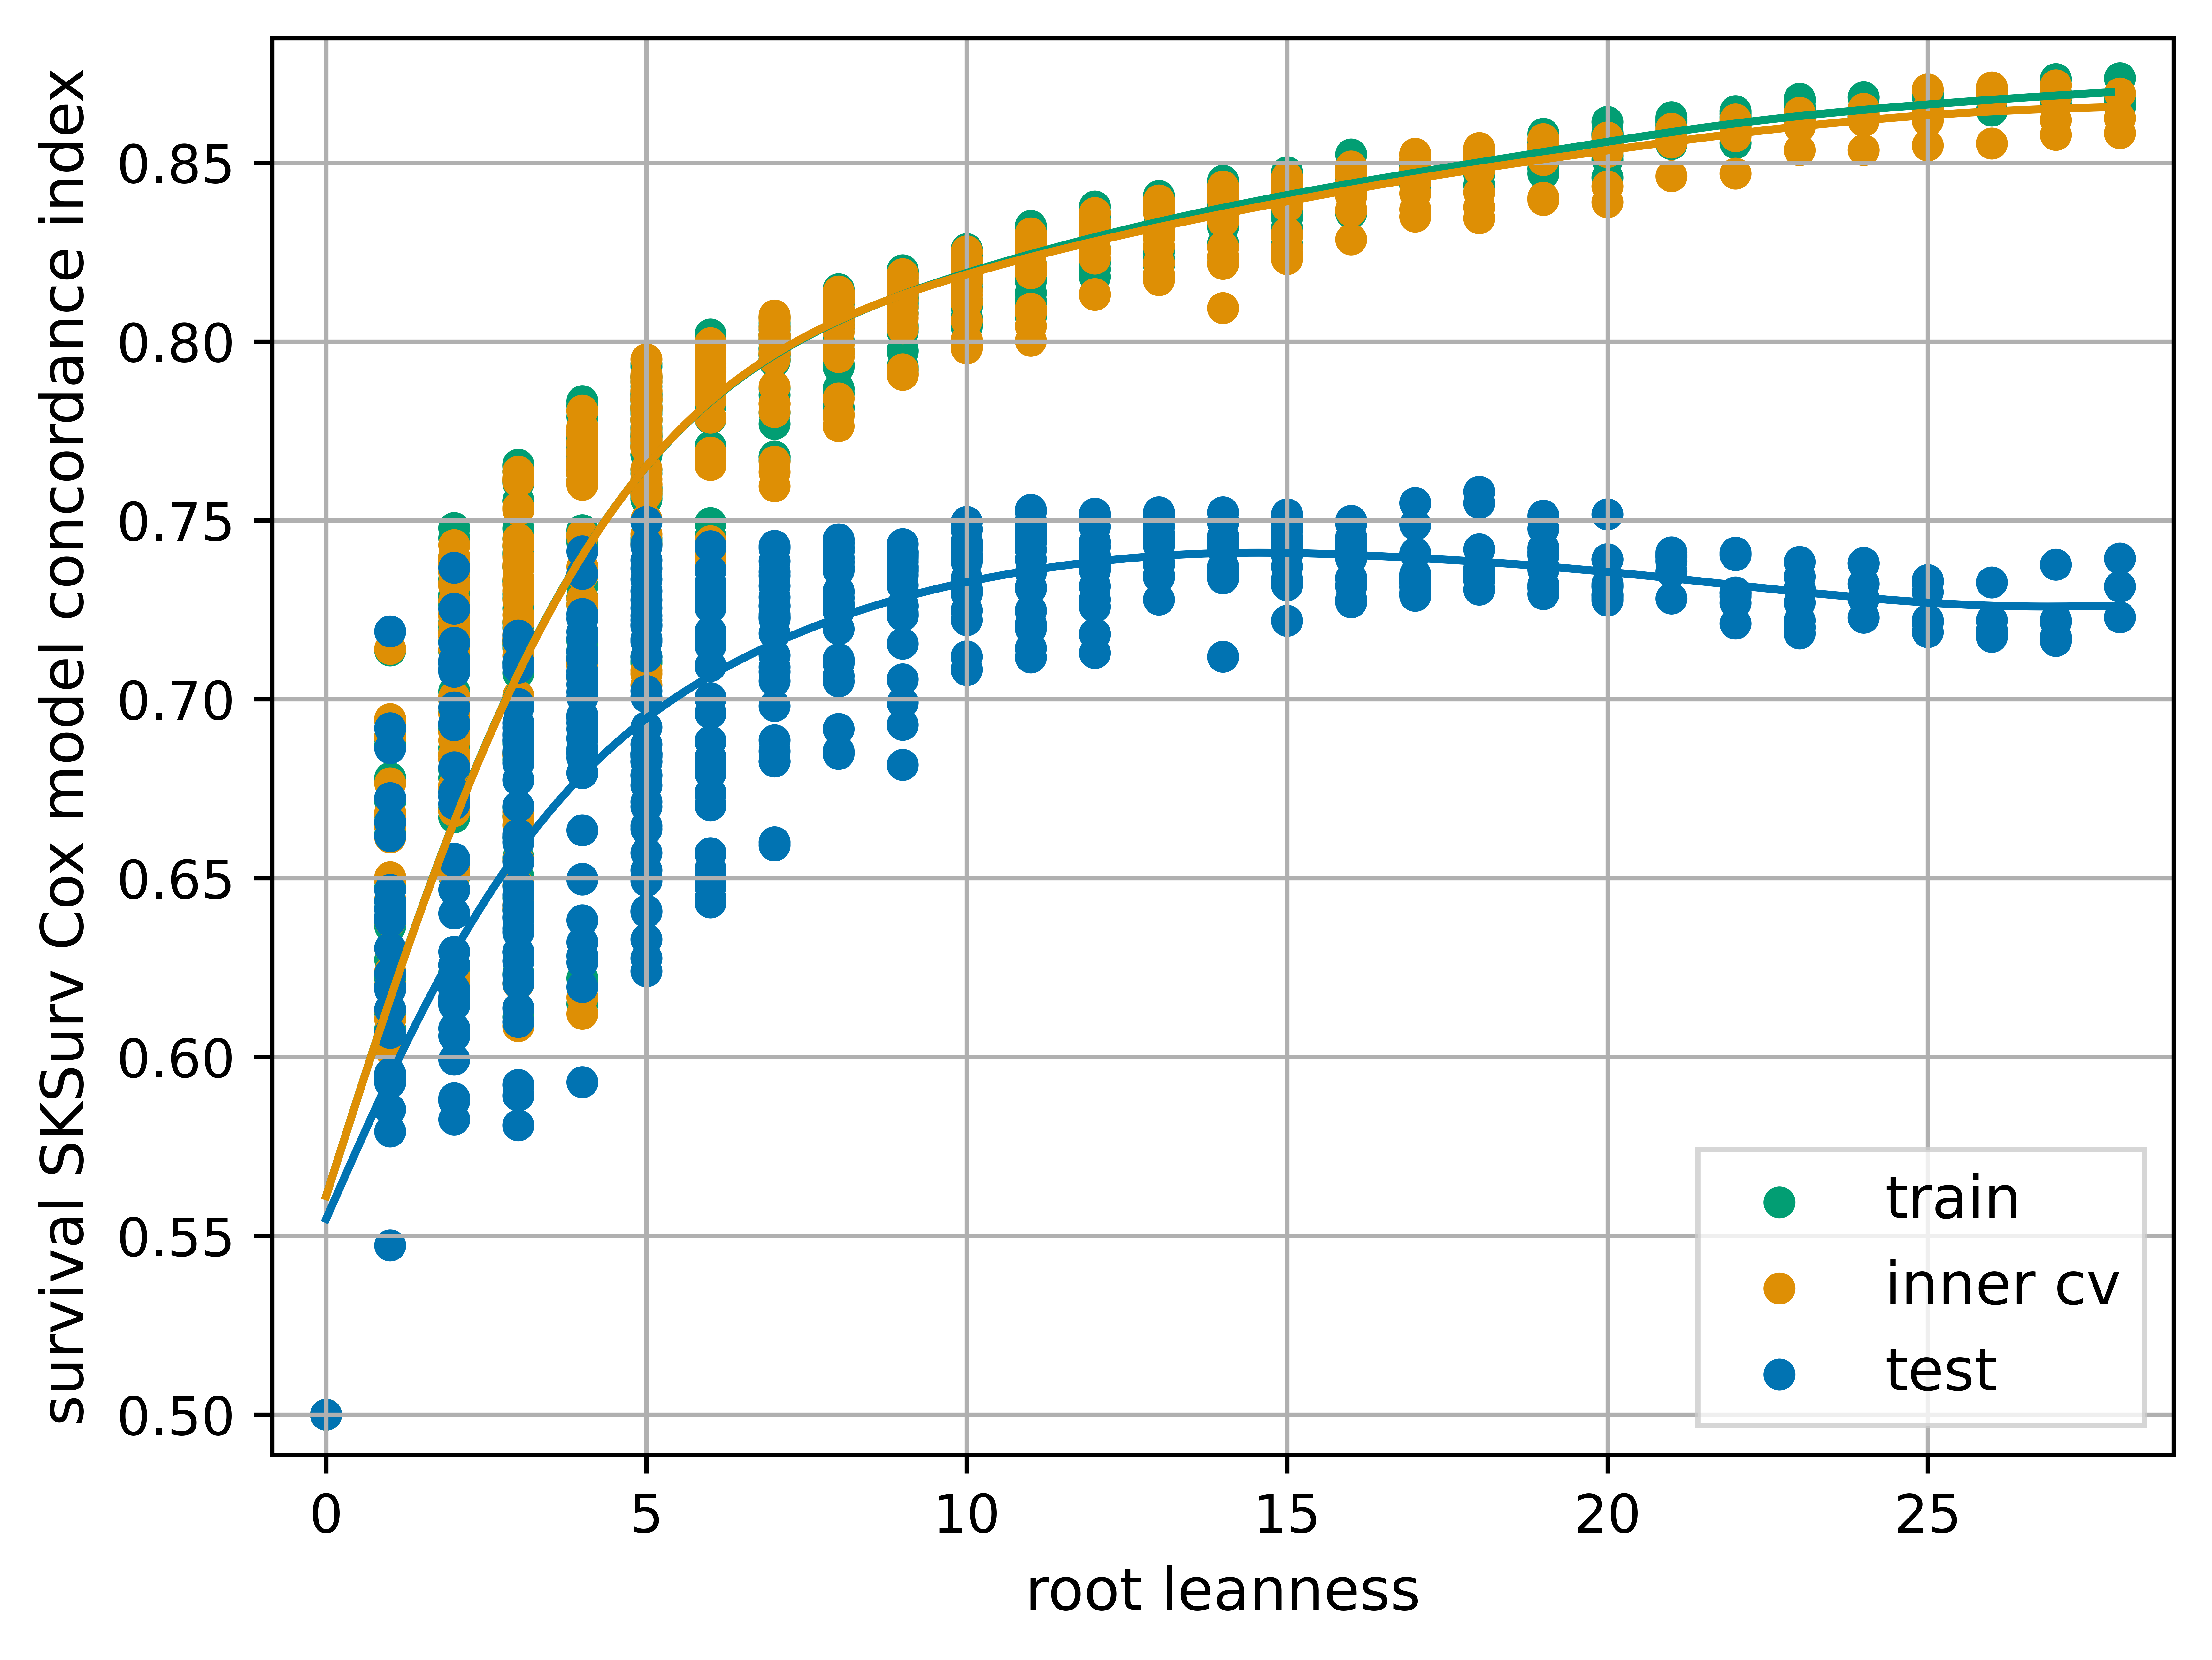 survival SKSurv Cox model concordance index
0.85
0.80
0.75
0.70
0.65
0.60
0.55
0.50
train
inner cv
test
0 5 10 15 20 25
root leanness